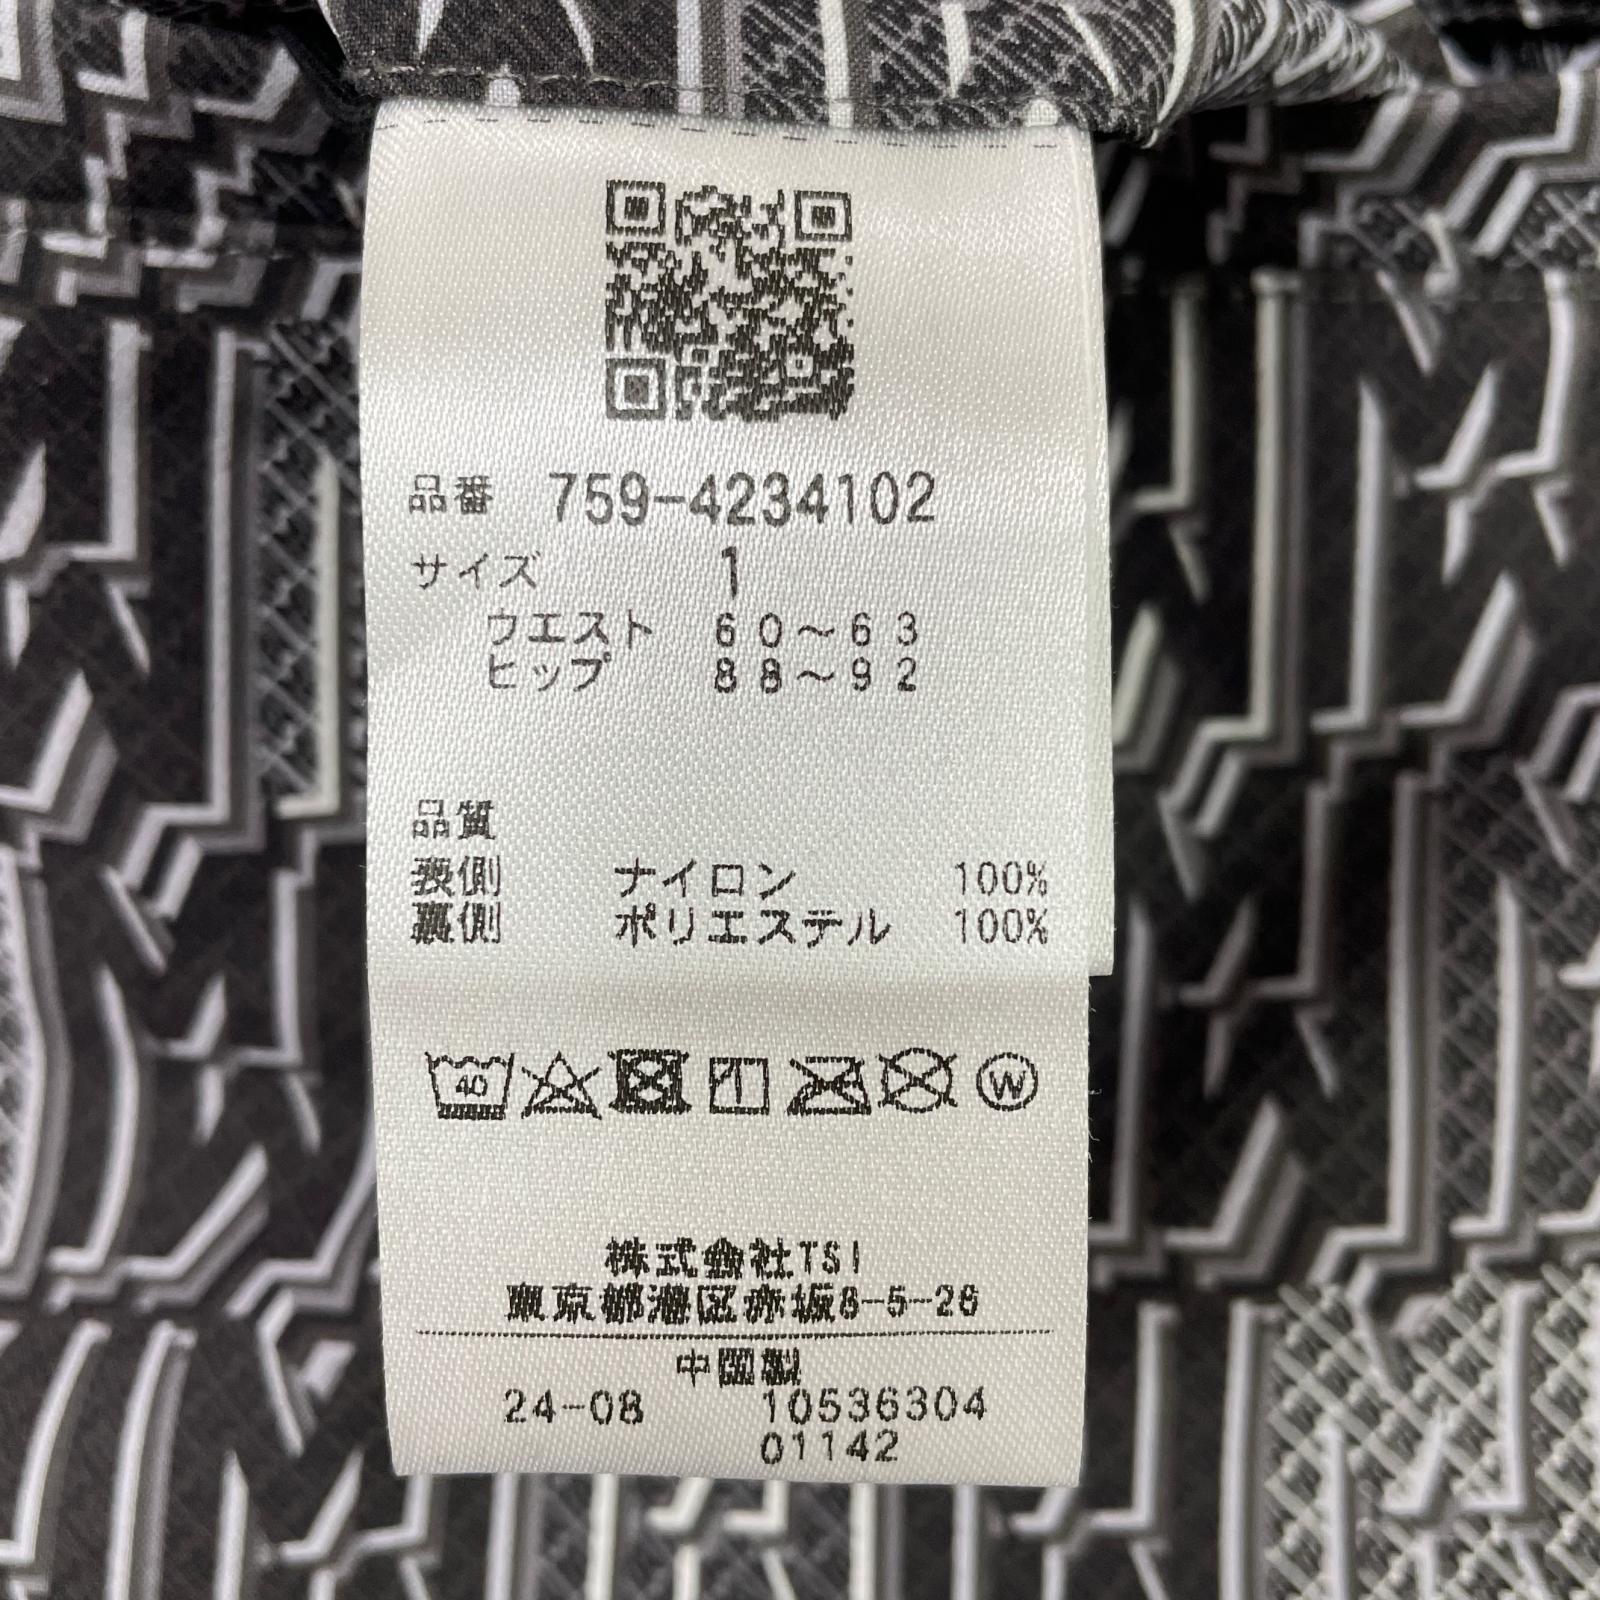 品番 759-4234102
サイズ 1
ウエスト 60～63
ヒップ 88～92
品質
表側 ナイロン 100%
裏側 ポリエステル 100%
40 W
株式会社TSI
東京都港区赤坂8-5-26
中国製
24-08 10536304
01142